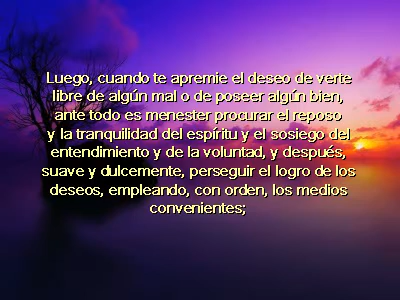 Luego, cuando te apremie el deseo de verte
libre de algún mal o de poseer algún bien,
ante todo es menester procurar el reposo
y la tranquilidad del espíritu y el sosiego del
entendimiento y de la voluntad, y después,
suave y dulcemente, perseguir el logro de los
deseos, empleando, con orden, los medios
convenientes;